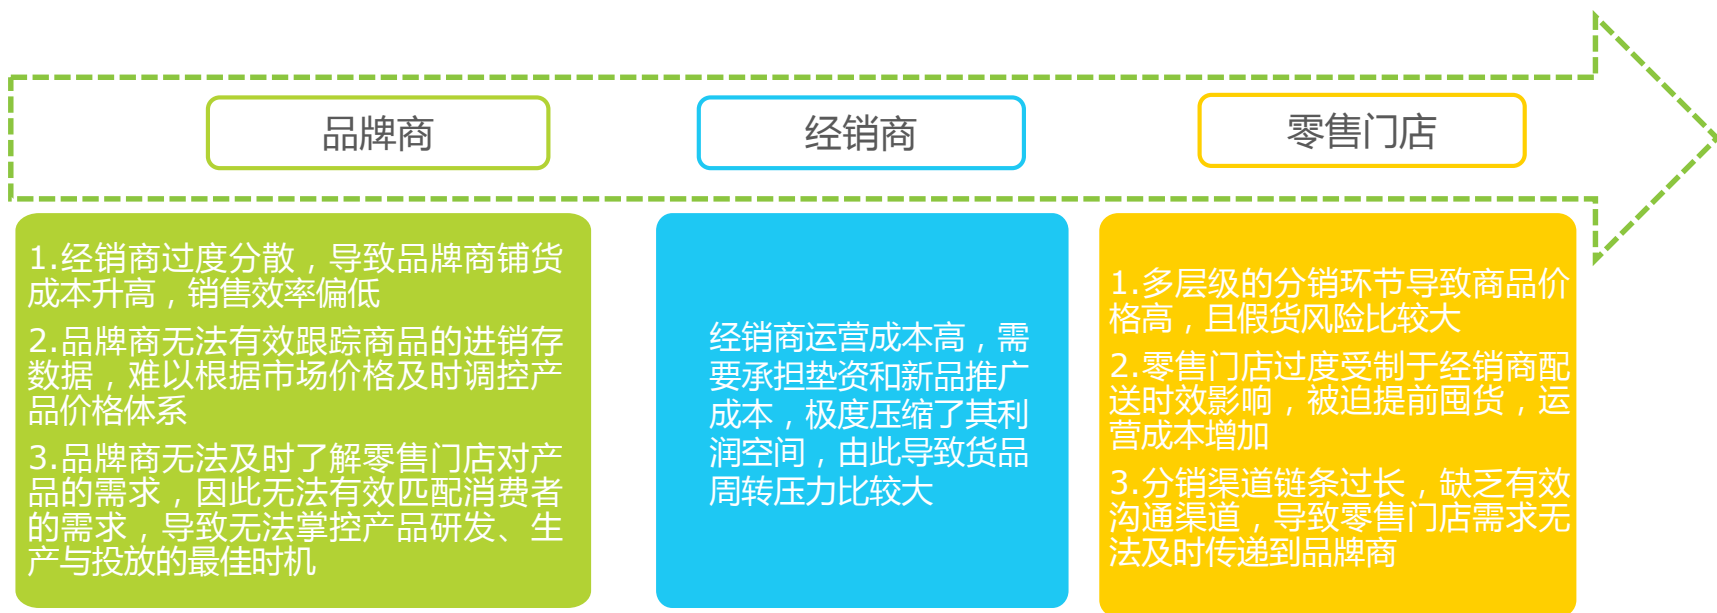 品牌商
经销商
零售门店
1.经销商过度分散，导致品牌商铺货
成本升高，销售效率偏低
2.品牌商无法有效跟踪商品的进销存
数据，难以根据市场价格及时调控产
品价格体系
3.品牌商无法及时了解零售门店对产
品的需求，因此无法有效匹配消费者
的需求，导致无法掌控产品研发、生
产与投放的最佳时机
经销商运营成本高，需
要承担垫资和新品推广
成本，极度压缩了其利
润空间，由此导致货品
周转压力比较大
1.多层级的分销环节导致商品价
格高，且假货风险比较大
2.零售门店过度受制于经销商配
送时效影响，被迫提前囤货，运
营成本增加
3.分销渠道链条过长，缺乏有效
沟通渠道，导致零售门店需求无
法及时传递到品牌商